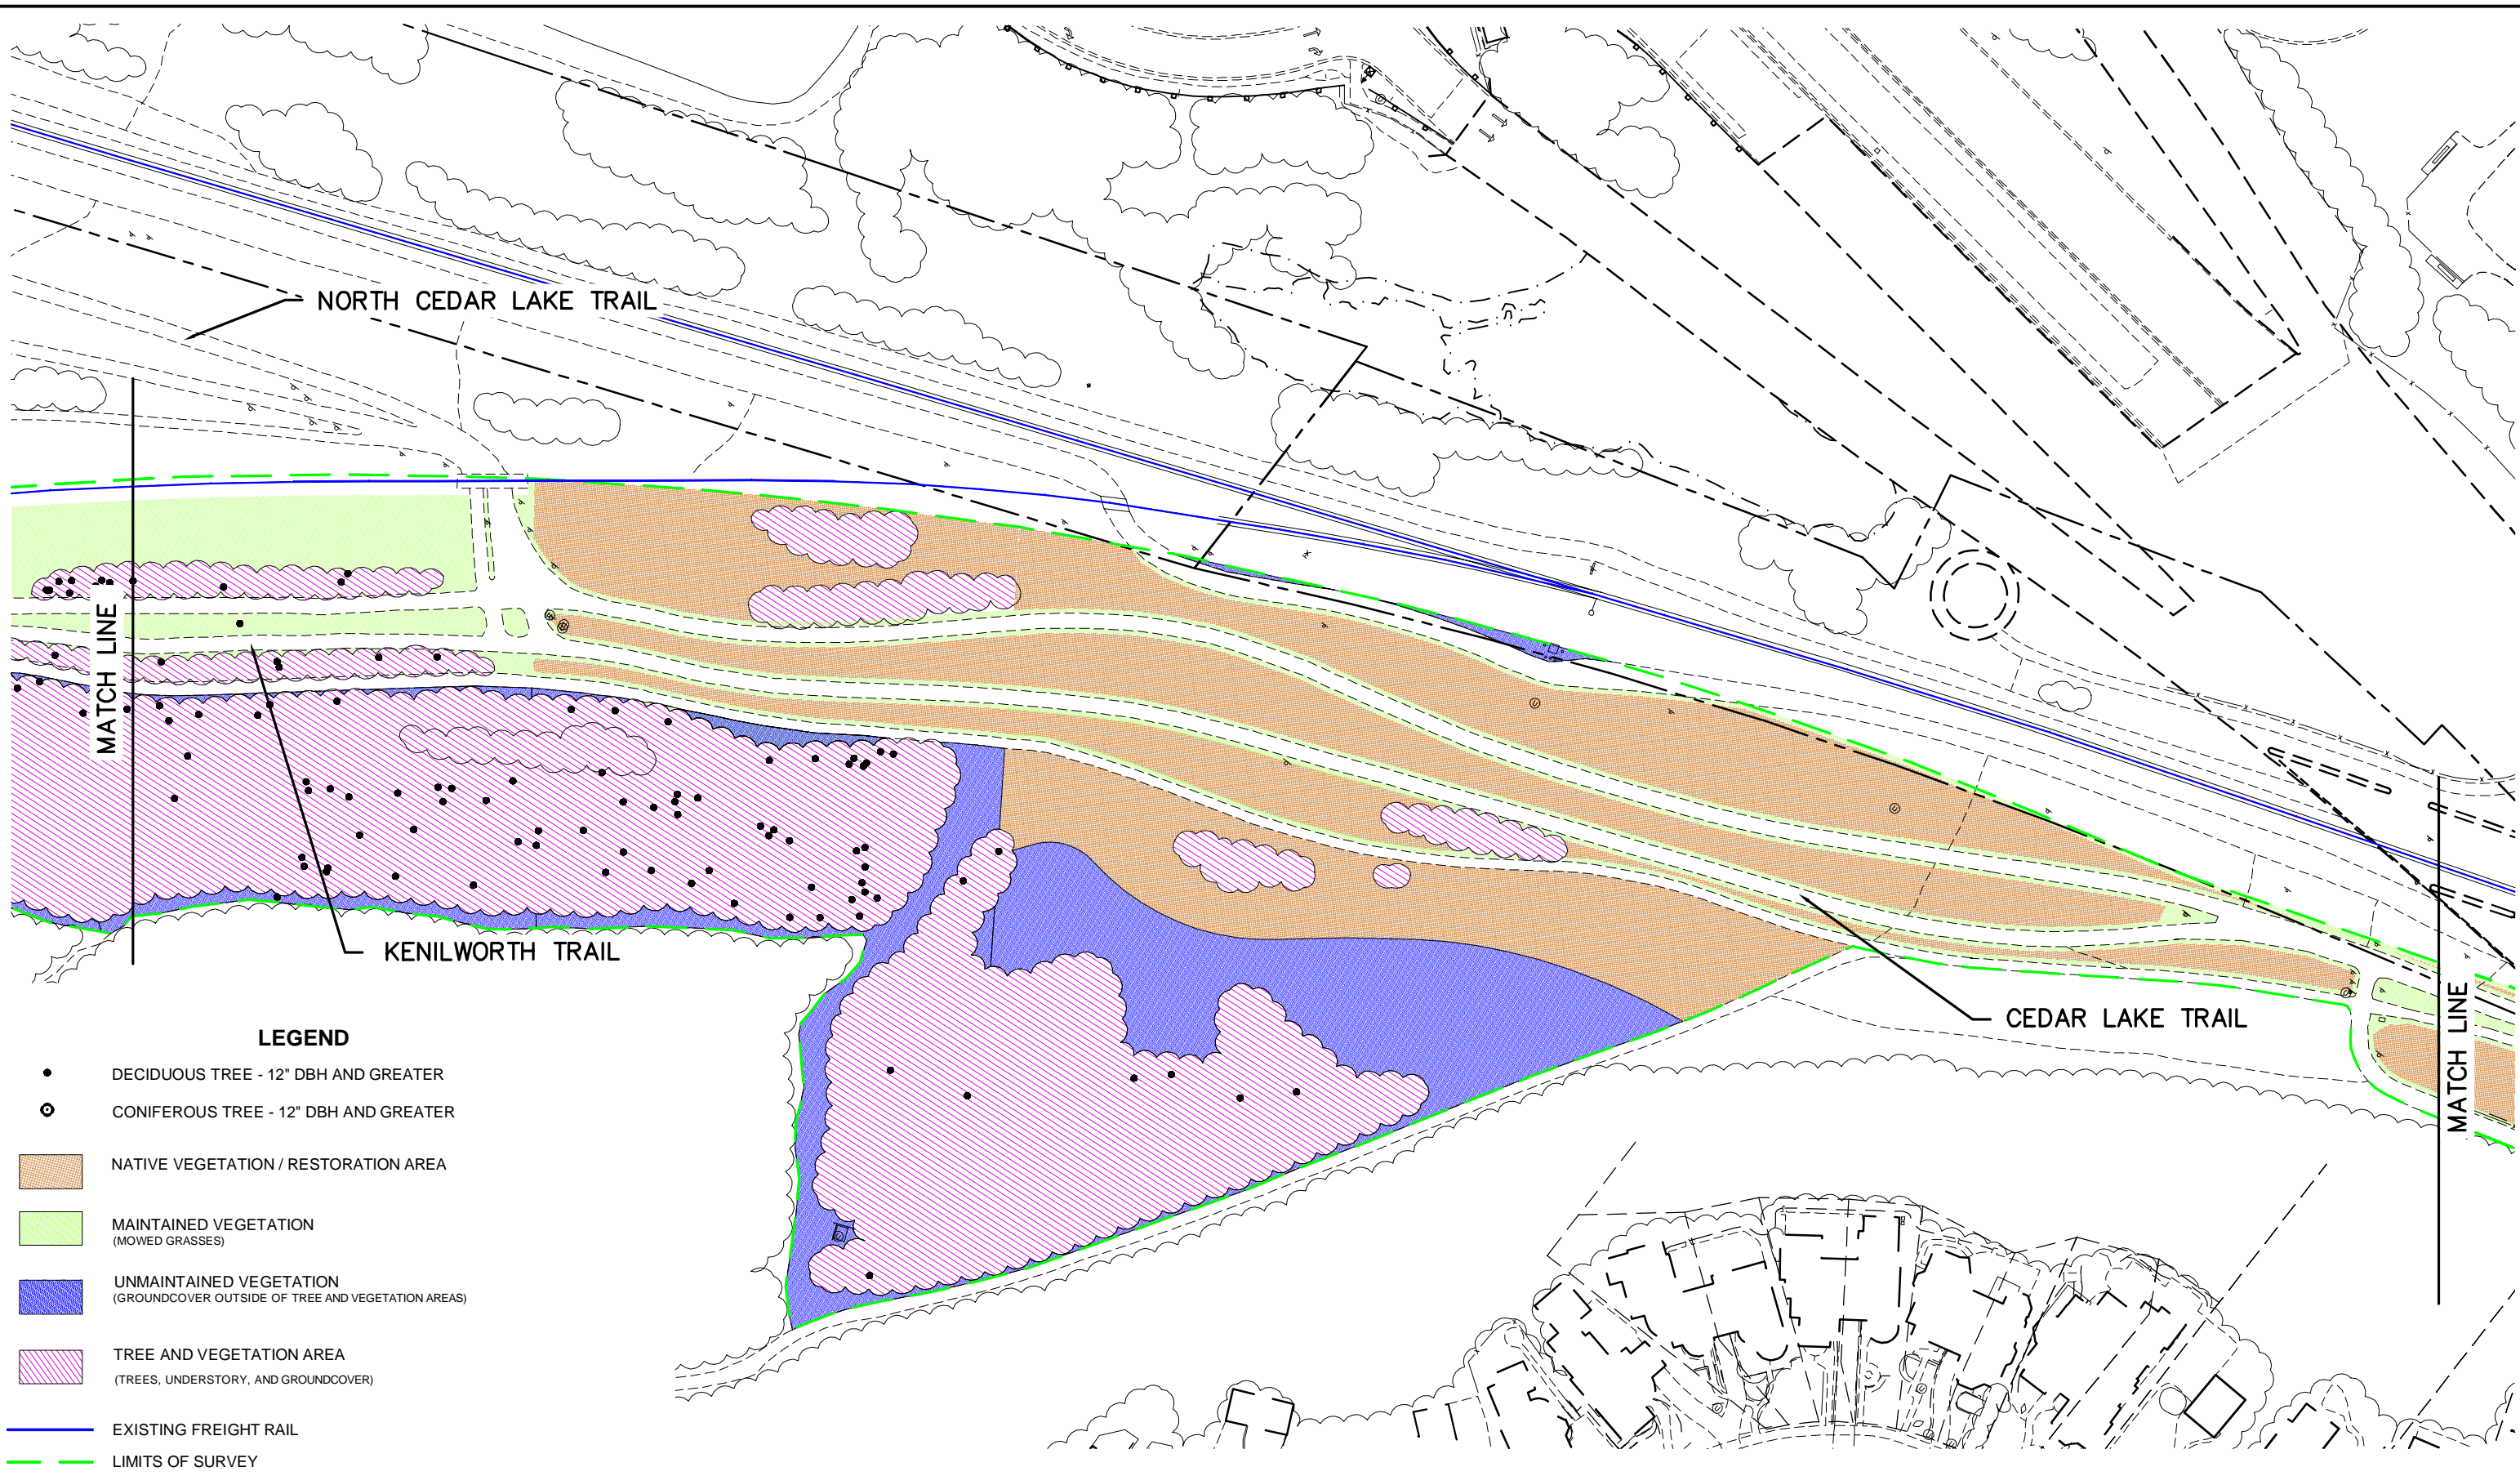 NORTH CEDAR LAKE TRAIL
MATCH LINE
KENILWORTH TRAIL
CEDAR LAKE TRAIL
MATCH LINE
LEGEND
DECIDUOUS TREE - 12" DBH AND GREATER
CONIFEROUS TREE - 12" DBH AND GREATER
NATIVE VEGETATION / RESTORATION AREA
MAINTAINED VEGETATION
(MOWED GRASSES)
UNMAINTAINED VEGETATION
(GROUNDCOVER OUTSIDE OF TREE AND VEGETATION AREAS)
TREE AND VEGETATION AREA
(TREES, UNDERSTORY, AND GROUNDCOVER)
EXISTING FREIGHT RAIL
LIMITS OF SURVEY